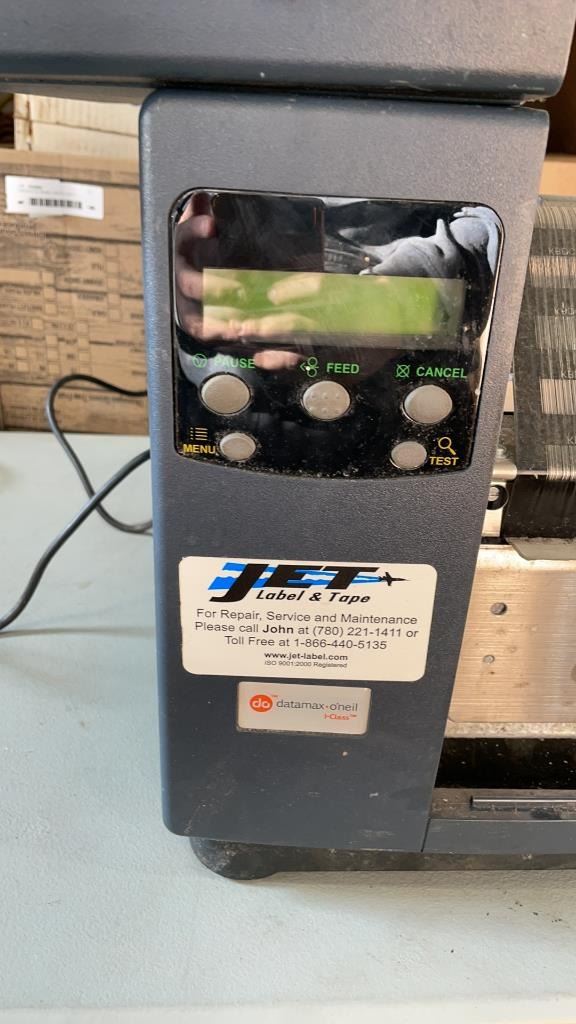 PAUSE
FEED
CANCEL
MENU
TEST
JET
Label & Tape
For Repair, Service and Maintenance
Please call John at (780) 221-1411 or
Toll Free at 1-866-440-5135
www.jet-label.com
ISO 9001:2000 Registered
do™ datamax•o'neil
I-Class™